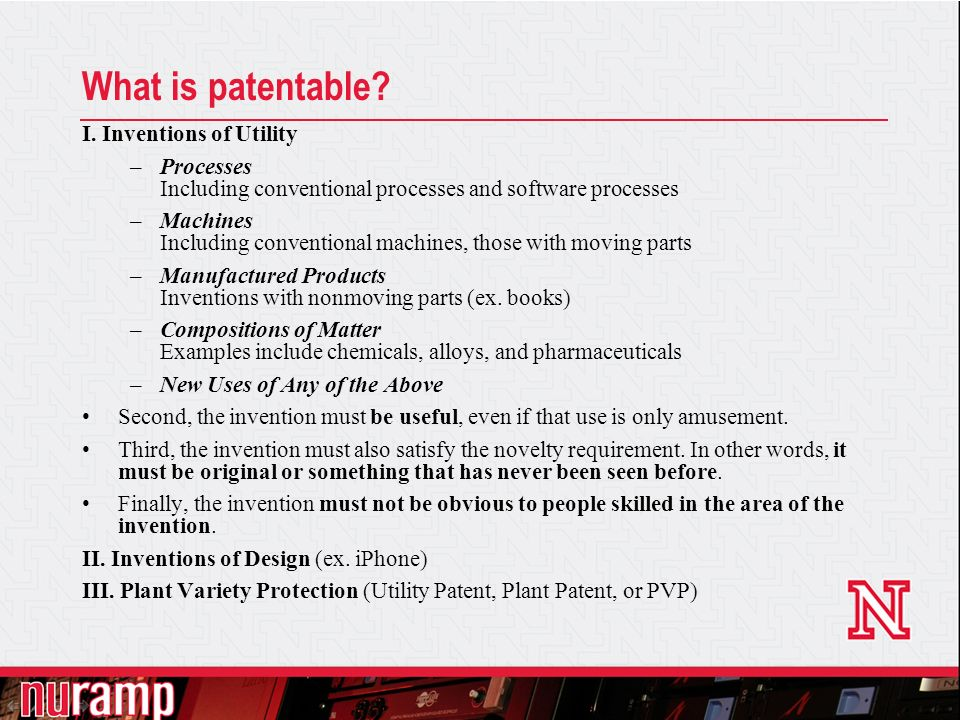 What is patentable?
I. Inventions of Utility
– Processes
Including conventional processes and software processes
– Machines
Including conventional machines, those with moving parts
– Manufactured Products
Inventions with nonmoving parts (ex. books)
– Compositions of Matter
Examples include chemicals, alloys, and pharmaceuticals
– New Uses of Any of the Above
• Second, the invention must be useful, even if that use is only amusement.
• Third, the invention must also satisfy the novelty requirement. In other words, it
must be original or something that has never been seen before.
• Finally, the invention must not be obvious to people skilled in the area of the
invention.
II. Inventions of Design (ex. iPhone)
III. Plant Variety Protection (Utility Patent, Plant Patent, or PVP)
N
nuramp